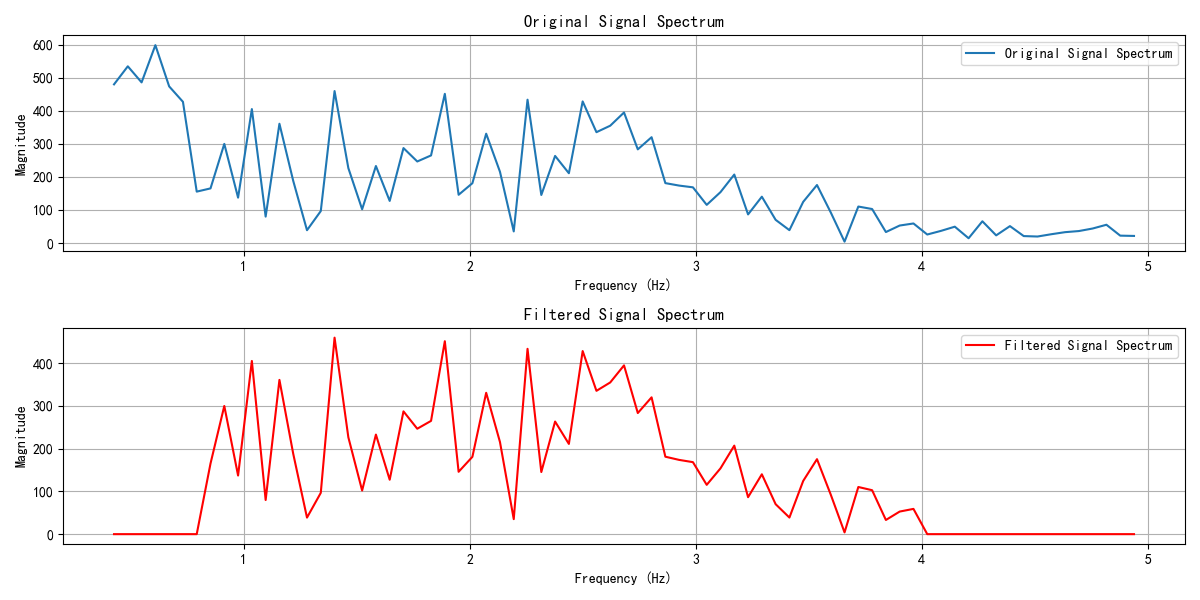 Original Signal Spectrum
Original Signal Spectrum
600
500
400
300
200
100
0
Magnitude
1 2 3 4 5
Frequency (Hz)
Filtered Signal Spectrum
Filtered Signal Spectrum
400
300
200
100
0
Magnitude
1 2 3 4 5
Frequency (Hz)